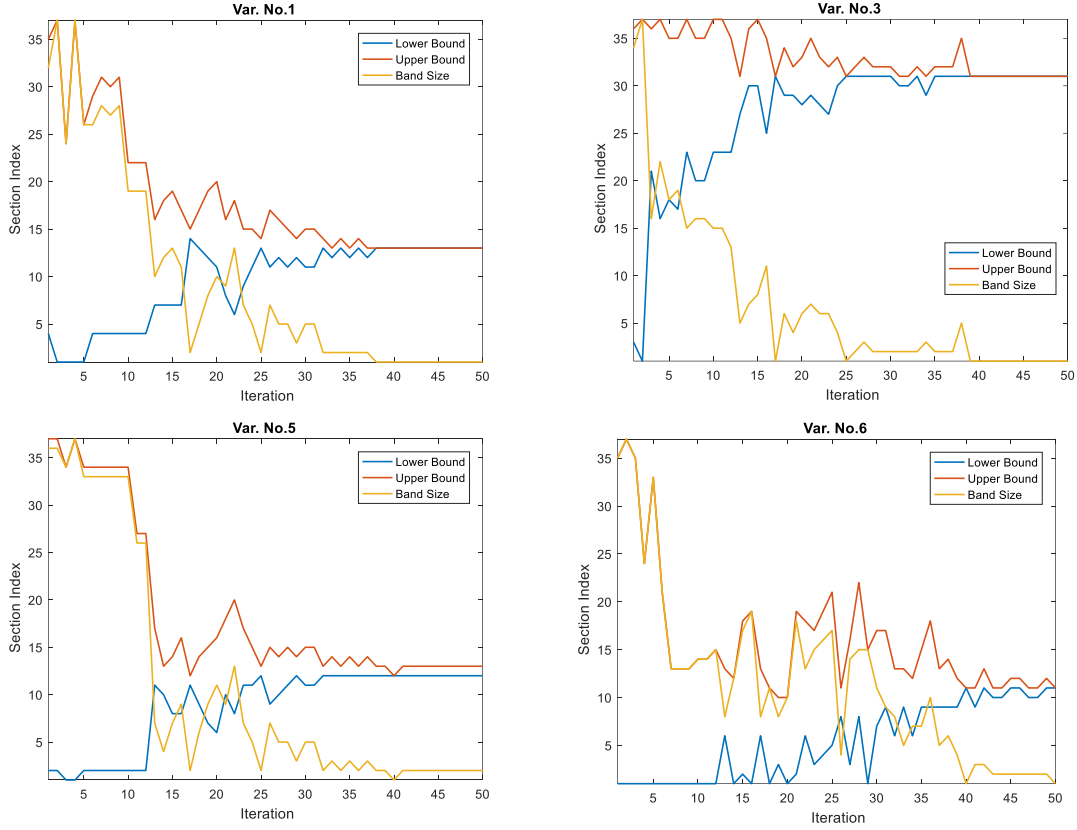 Var. No.1
35
30
25
20
15
10
5
Section Index
Lower Bound
Upper Bound
Band Size
5 10 15 20 25 30 35 40 45 50
Iteration
Var. No.3
35
30
25
20
15
10
5
Section Index
Lower Bound
Upper Bound
Band Size
5 10 15 20 25 30 35 40 45 50
Iteration
Var. No.5
35
30
25
20
15
10
5
Section Index
Lower Bound
Upper Bound
Band Size
5 10 15 20 25 30 35 40 45 50
Iteration
Var. No.6
35
30
25
20
15
10
5
Section Index
Lower Bound
Upper Bound
Band Size
5 10 15 20 25 30 35 40 45 50
Iteration